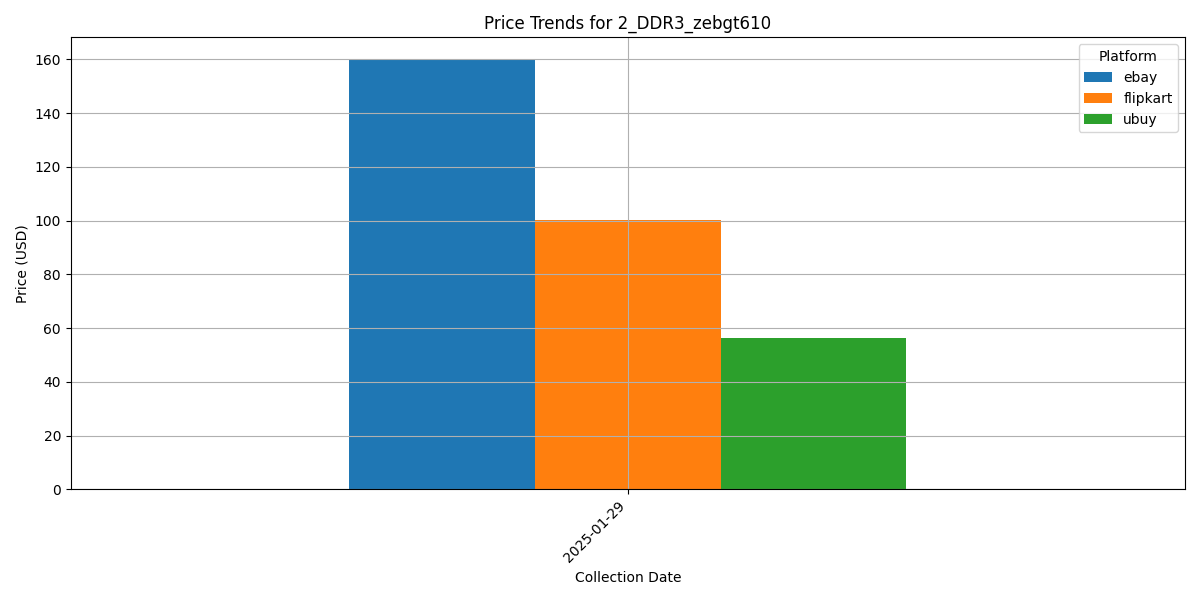 Price Trends for 2_DDR3_zebgt610
Platform
ebay
flipkart
ubuy
Price (USD)
160
140
120
100
80
60
40
20
0
2025-01-29
Collection Date